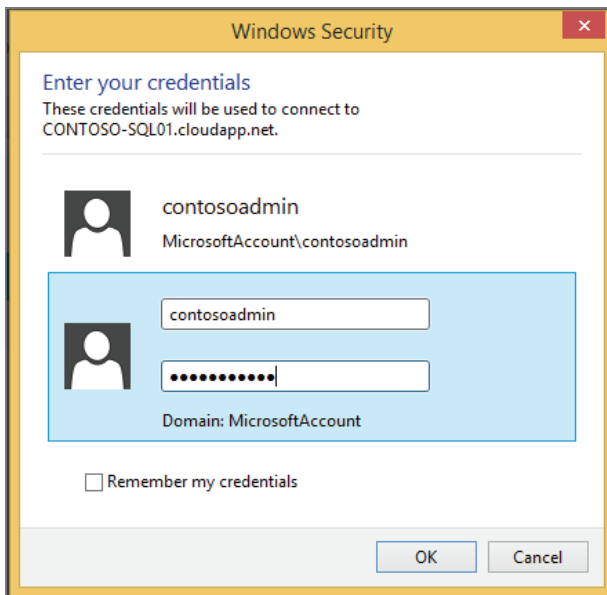 Windows Security
Enter your credentials
These credentials will be used to connect to
CONTOSO-SQL01.cloudapp.net.
contosoadmin
MicrosoftAccount\contosoadmin
contosoadmin
●●●●●●●●●●●
Domain: MicrosoftAccount
Remember my credentials
OK
Cancel